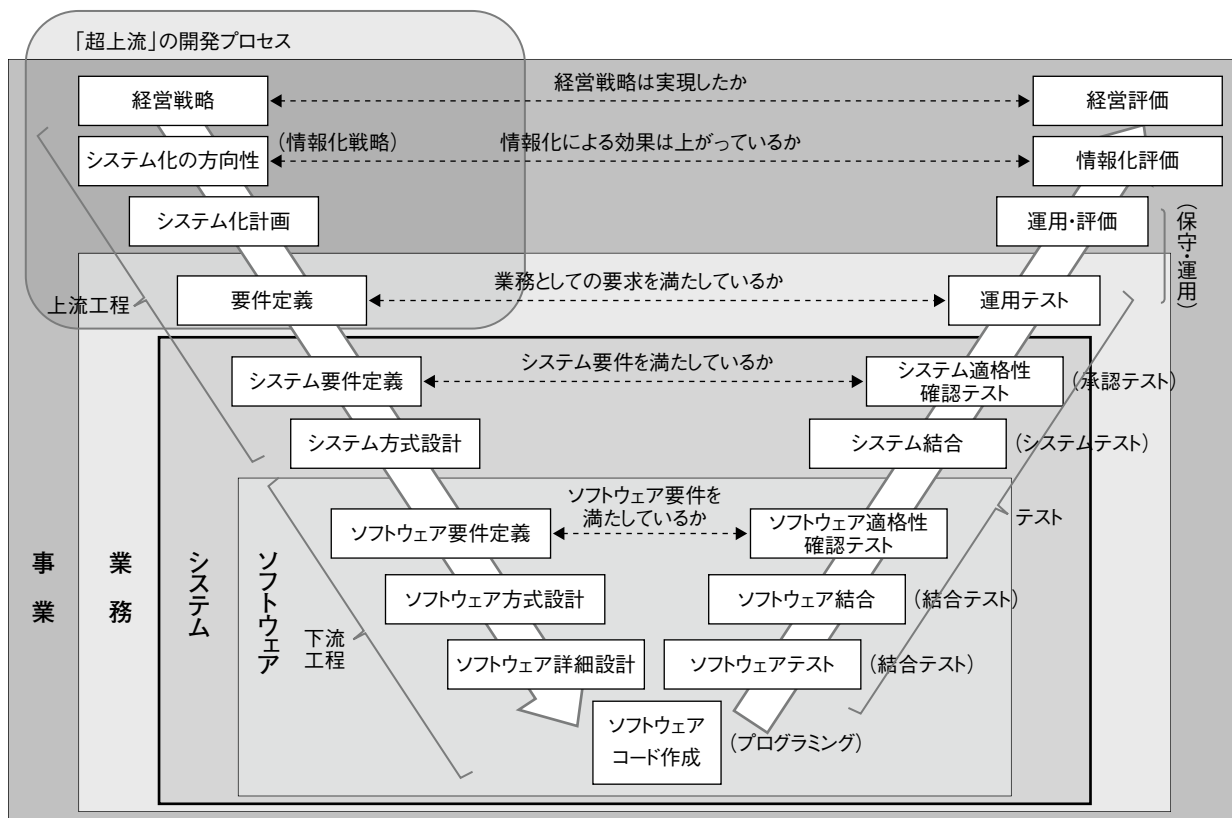 「超上流」の開発プロセス
経営戦略
経営戦略は実現したか
経営評価
システム化の方向性
(情報化戦略)
情報化による効果は上がっているか
情報化評価
システム化計画
運用・評価
(保守・運用)
上流工程
要件定義
業務としての要求を満たしているか
運用テスト
システム要件定義
システム要件を満たしているか
システム適格性
確認テスト
(承認テスト)
システム方式設計
システム結合
(システムテスト)
ソフトウェア要件定義
ソフトウェア要件を
満たしているか
ソフトウェア適格性
確認テスト
テスト
事業
業務
システム
ソフトウェア
ソフトウェア方式設計
ソフトウェア結合
(結合テスト)
下流
工程
ソフトウェア詳細設計
ソフトウェアテスト
(結合テスト)
ソフトウェア
コード作成
(プログラミング)